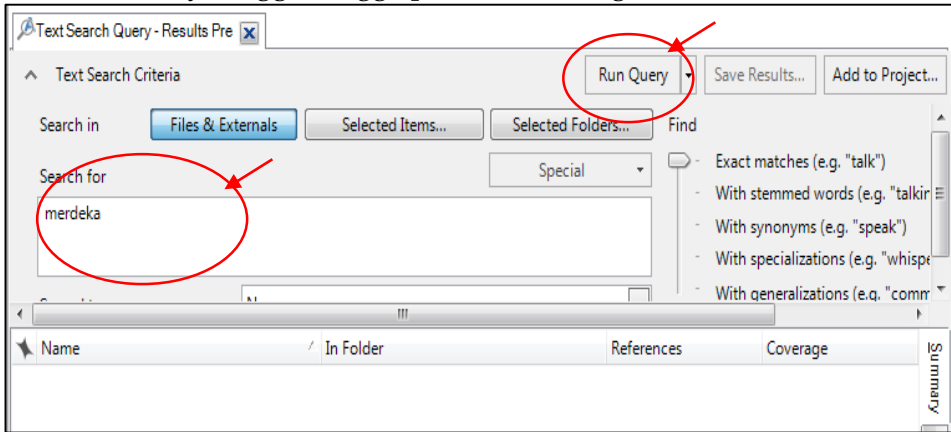 Text Search Query - Results Pre
Text Search Criteria
Run Query
Save Results...
Add to Project...
Search in
Files & Externals
Selected Items...
Selected Folders...
Find
Search for
Special
merdeka
Exact matches (e.g. "talk")
With stemmed words (e.g. "talkin
With synonyms (e.g. "speak")
With specializations (e.g. "whispe
With generalizations (e.g. "comm
Name
In Folder
References
Coverage
Summary